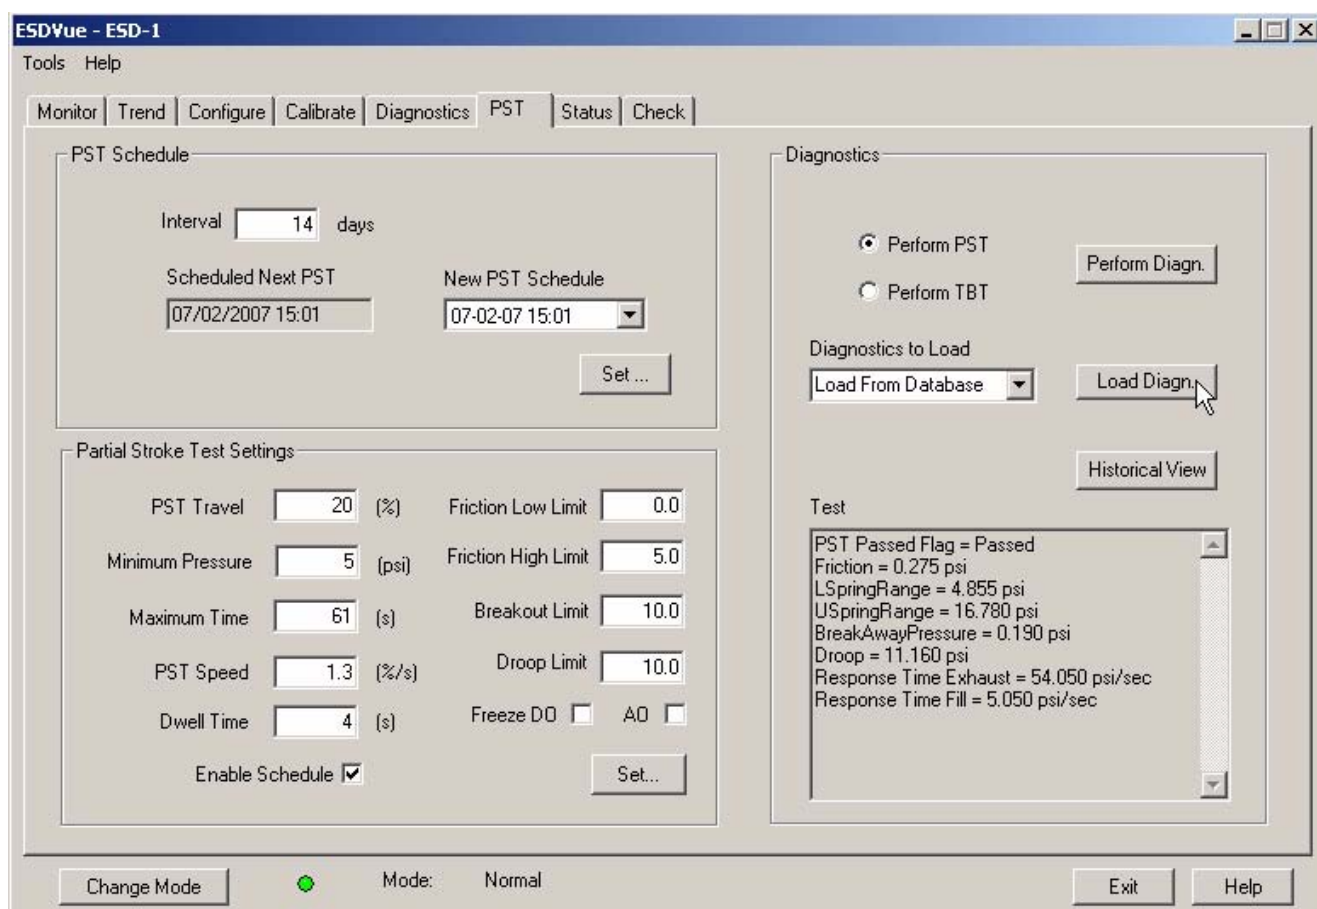 ESDVue - ESD-1
Tools Help
Monitor Trend Configure Calibrate Diagnostics PST Status Check
PST Schedule
Interval 14 days
Scheduled Next PST
07/02/2007 15:01
New PST Schedule
07-02-07 15:01
Set ...
Partial Stroke Test Settings
PST Travel 20 (%)
Minimum Pressure 5 (psi)
Maximum Time 61 (s)
PST Speed 1.3 (%/s)
Dwell Time 4 (s)
Enable Schedule
Friction Low Limit 0.0
Friction High Limit 5.0
Breakout Limit 10.0
Droop Limit 10.0
Freeze DO AO
Set...
Diagnostics
Perform PST
Perform TBT
Perform Diagn.
Diagnostics to Load
Load From Database
Load Diagn.
Historical View
Test
PST Passed Flag = Passed
Friction = 0.275 psi
LSpringRange = 4.855 psi
USpringRange = 16.780 psi
BreakAwayPressure = 0.190 psi
Droop = 11.160 psi
Response Time Exhaust = 54.050 psi/sec
Response Time Fill = 5.050 psi/sec
Change Mode
Mode: Normal
Exit
Help